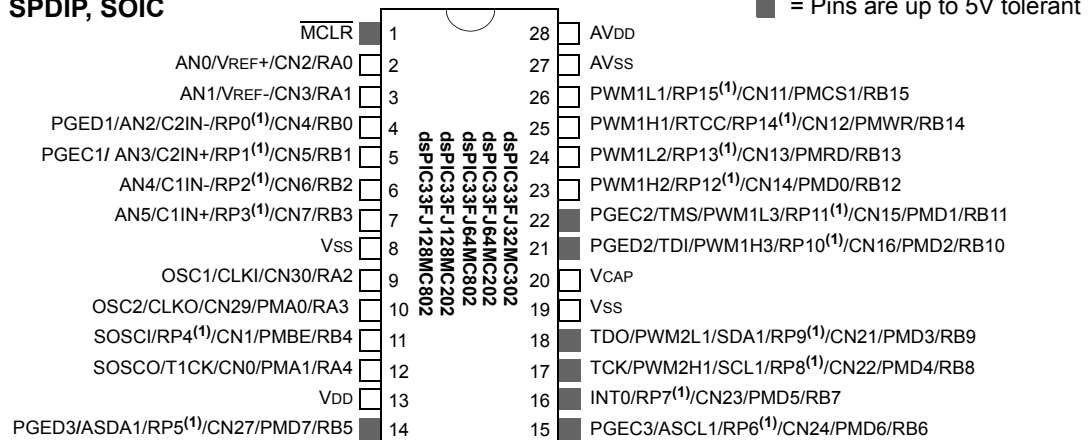 SPDIP, SOIC
= Pins are up to 5V tolerant
MCLR 1
AN0/VREF+/CN2/RA0 2
AN1/VREF-/CN3/RA1 3
PGED1/AN2/C2IN-/RP0(1)/CN4/RB0 4
PGEC1/ AN3/C2IN+/RP1(1)/CN5/RB1 5
AN4/C1IN-/RP2(1)/CN6/RB2 6
AN5/C1IN+/RP3(1)/CN7/RB3 7
VSS 8
OSC1/CLKI/CN30/RA2 9
OSC2/CLKO/CN29/PMA0/RA3 10
SOSCI/RP4(1)/CN1/PMBE/RB4 11
SOSCO/T1CK/CN0/PMA1/RA4 12
VDD 13
PGED3/ASDA1/RP5(1)/CN27/PMD7/RB5 14
dsPIC33FJ32MC302
dsPIC33FJ64MC202
dsPIC33FJ64MC802
dsPIC33FJ128MC202
dsPIC33FJ128MC802
28 AVDD
27 AVSS
26 PWM1L1/RP15(1)/CN11/PMCS1/RB15
25 PWM1H1/RTCC/RP14(1)/CN12/PMWR/RB14
24 PWM1L2/RP13(1)/CN13/PMRD/RB13
23 PWM1H2/RP12(1)/CN14/PMD0/RB12
22 PGEC2/TMS/PWM1L3/RP11(1)/CN15/PMD1/RB11
21 PGED2/TDI/PWM1H3/RP10(1)/CN16/PMD2/RB10
20 VCAP
19 VSS
18 TDO/PWM2L1/SDA1/RP9(1)/CN21/PMD3/RB9
17 TCK/PWM2H1/SCL1/RP8(1)/CN22/PMD4/RB8
16 INT0/RP7(1)/CN23/PMD5/RB7
15 PGEC3/ASCL1/RP6(1)/CN24/PMD6/RB6